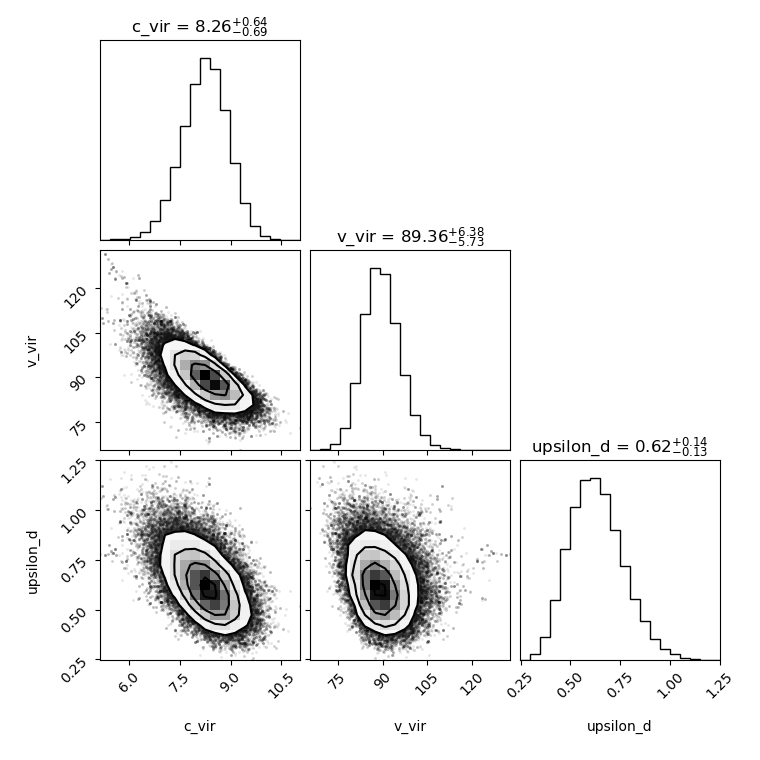 c_vir = 8.26+0.64
−0.69
v_vir = 89.36+6.38
−5.73
120
105
90
75
v_vir
upsilon_d = 0.62+0.14
−0.13
1.25
1.00
0.75
0.50
0.25
upsilon_d
6.0 7.5 9.0 10.5
75 90 105 120
0.25 0.50 0.75 1.00 1.25
c_vir v_vir upsilon_d